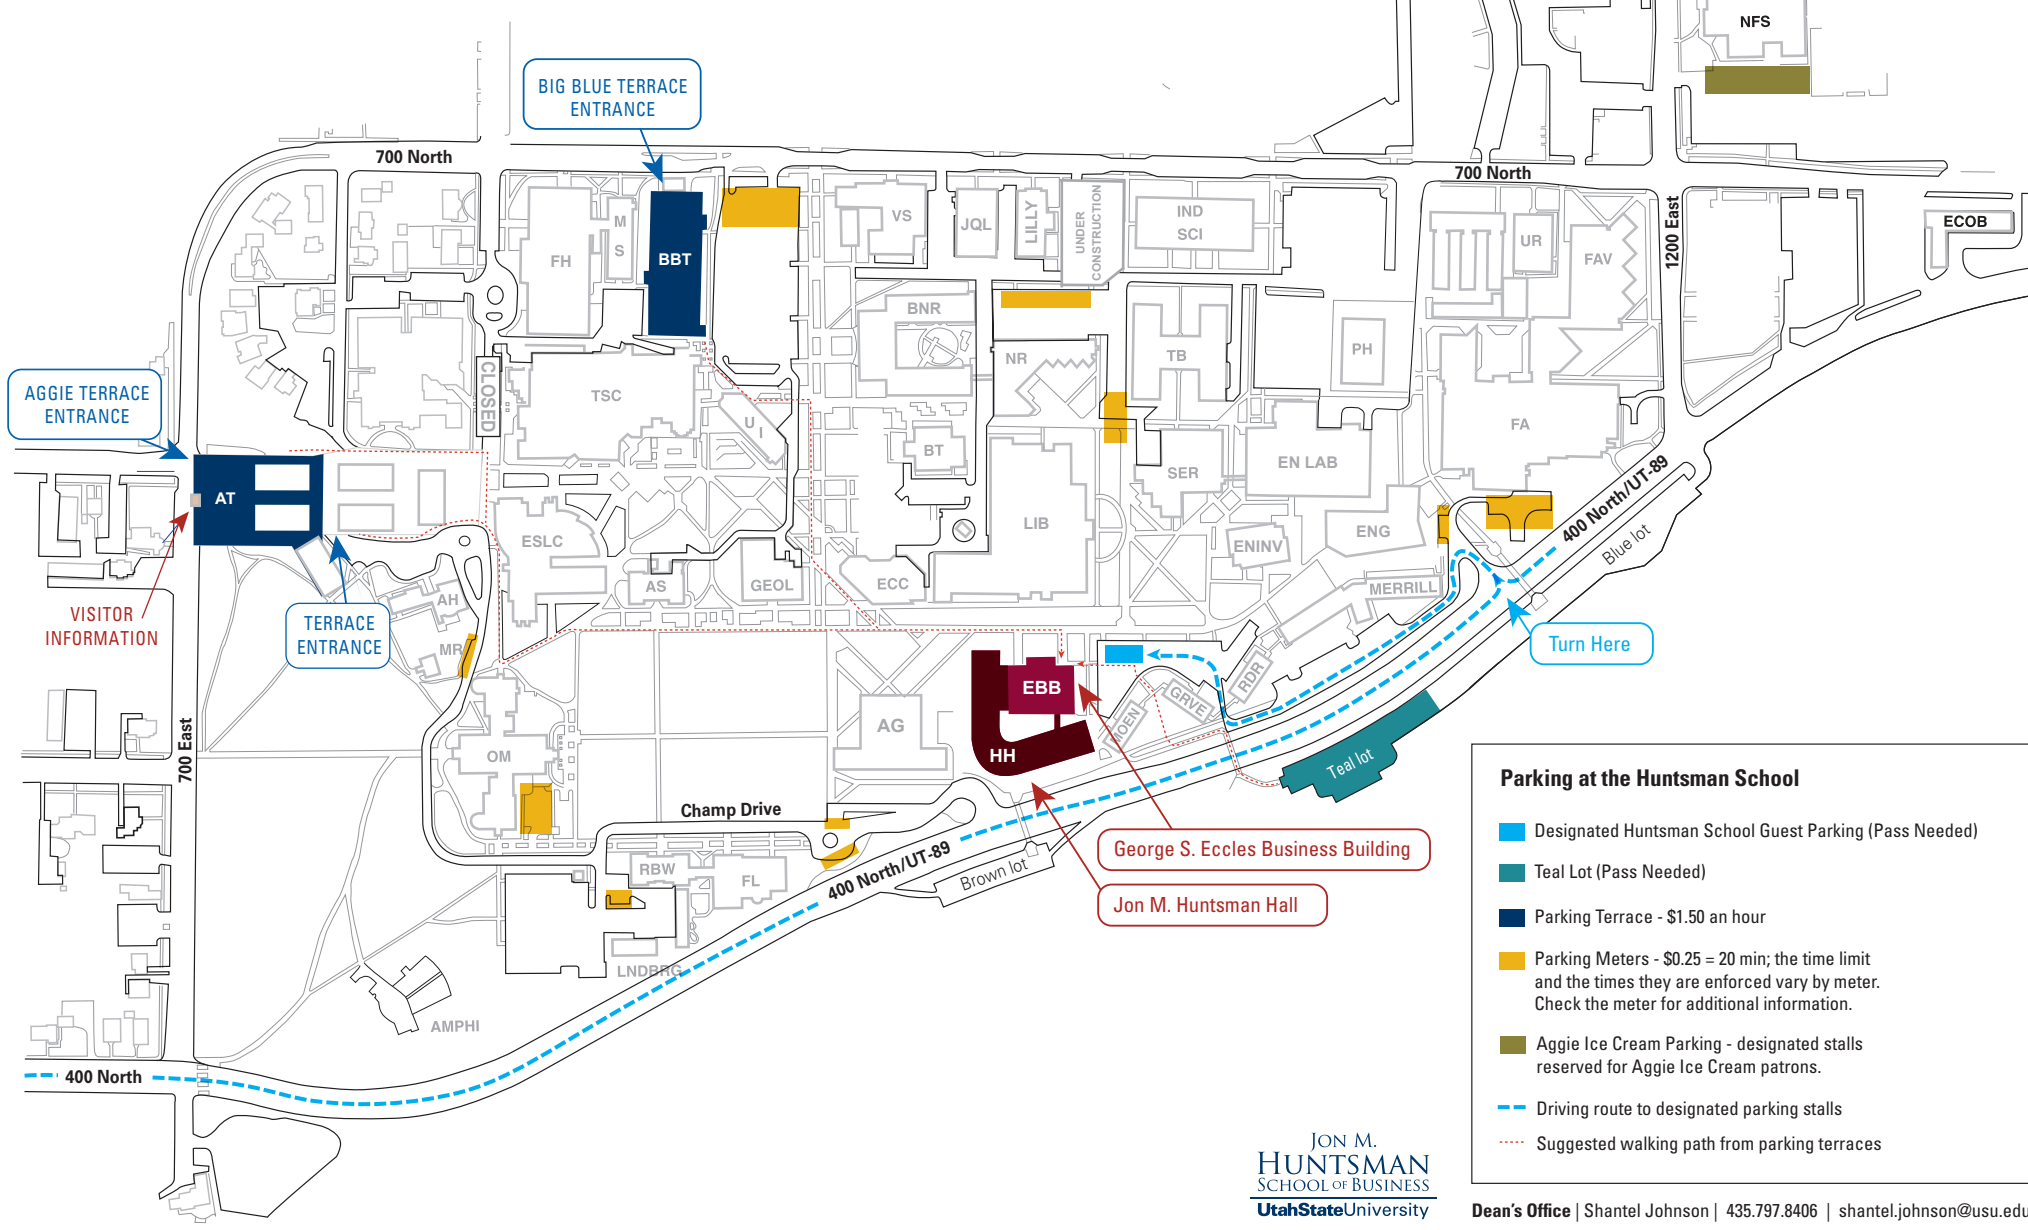 NFS
BIG BLUE TERRACE
ENTRANCE
700 North
700 North
1200 East
ECOB
FH
M
S
BBT
VS
JQL
LILLY
UNDER
CONSTRUCTION
IND
SCI
UR
FAV
BNR
NR
TB
PH
CLOSED
TSC
U
I
BT
FA
AGGIE TERRACE
ENTRANCE
AT
SER
EN LAB
400 North/UT-89
Blue lot
ESLC
LIB
ENINV
ENG
AS
GEOL
ECC
MERRILL
VISITOR
INFORMATION
TERRACE
ENTRANCE
AH
MR
Turn Here
EBB
RDR
GRVE
MOEN
AG
HH
OM
700 East
Teal lot
Champ Drive
400 North/UT-89
Brown lot
RBW
FL
LNDBRG
AMPHI
400 North
George S. Eccles Business Building
Jon M. Huntsman Hall
Parking at the Huntsman School
Designated Huntsman School Guest Parking (Pass Needed)
Teal Lot (Pass Needed)
Parking Terrace - $1.50 an hour
Parking Meters - $0.25 = 20 min; the time limit
and the times they are enforced vary by meter.
Check the meter for additional information.
Aggie Ice Cream Parking - designated stalls
reserved for Aggie Ice Cream patrons.
Driving route to designated parking stalls
Suggested walking path from parking terraces
JON M.
HUNTSMAN
SCHOOL OF BUSINESS
UtahStateUniversity
Dean's Office | Shantel Johnson | 435.797.8406 | shantel.johnson@usu.edu